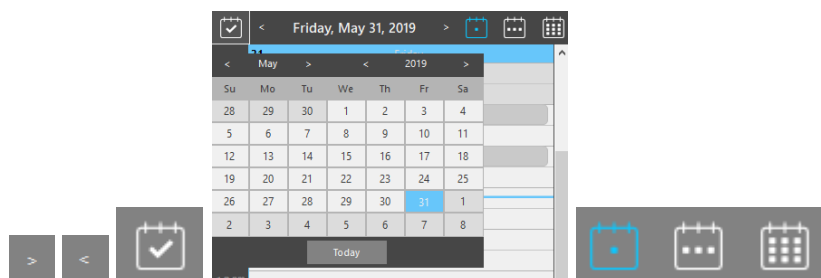 < Friday, May 31, 2019 >
< May > < 2019 >
Su Mo Tu We Th Fr Sa
28 29 30 1 2 3 4
5 6 7 8 9 10 11
12 13 14 15 16 17 18
19 20 21 22 23 24 25
26 27 28 29 30 31 1
2 3 4 5 6 7 8
Today
> <